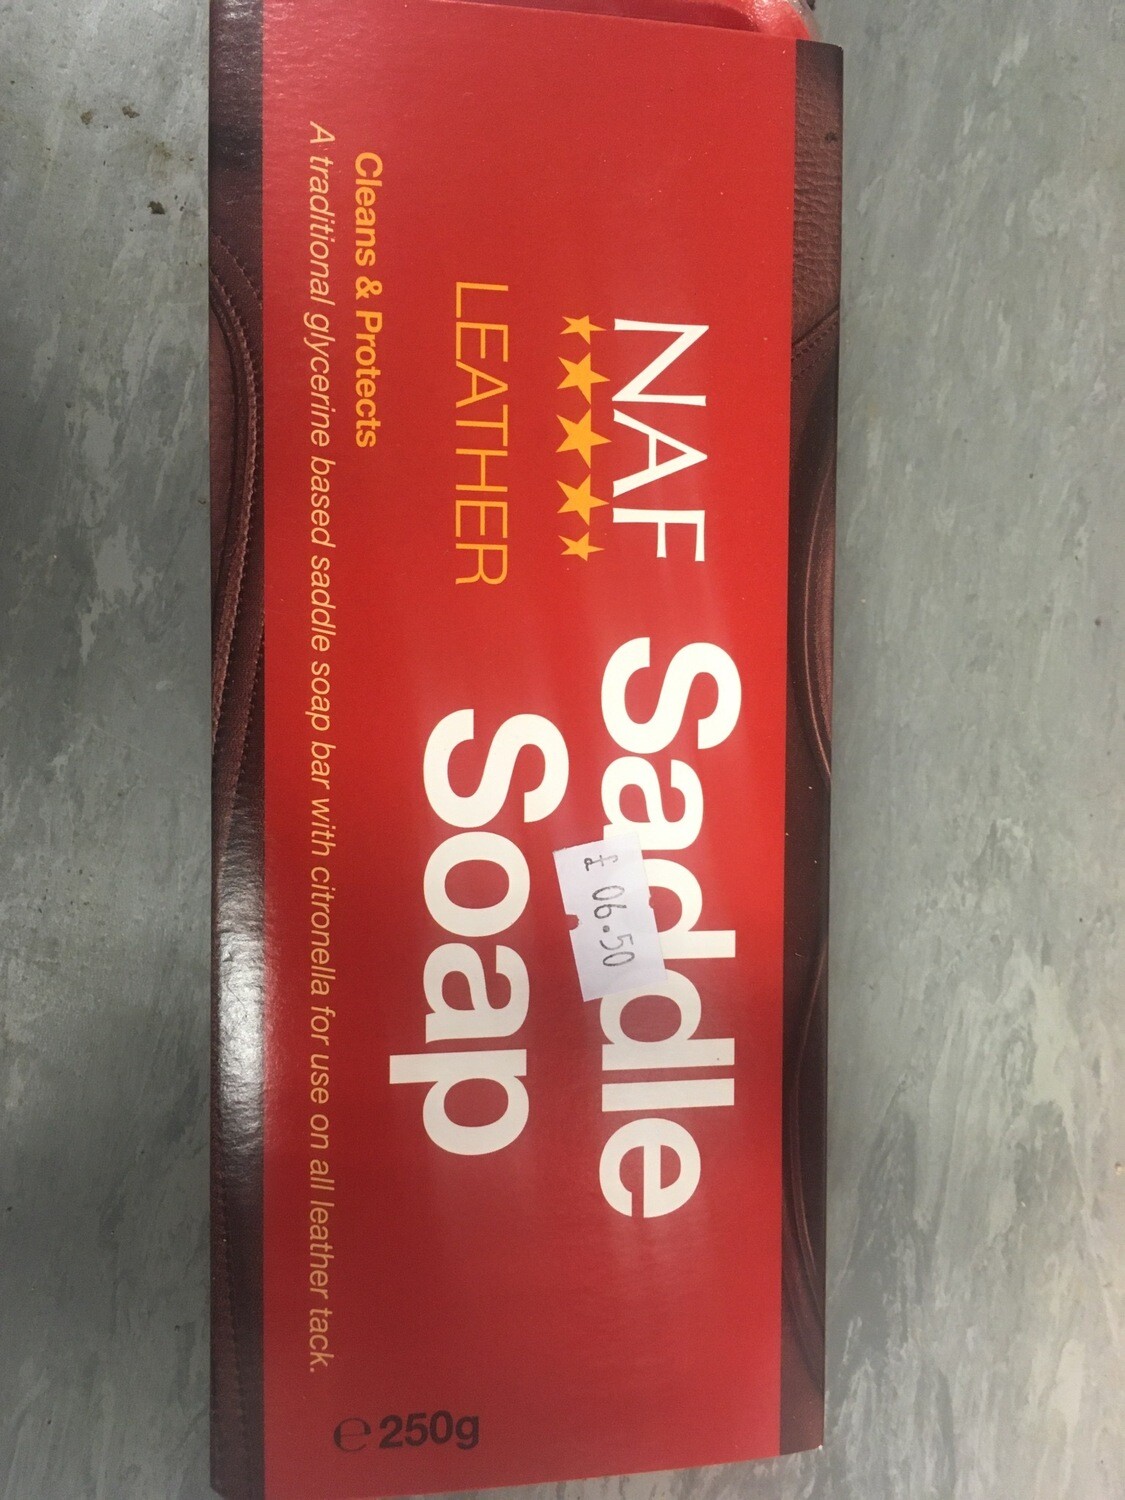 NAF Saddle
LEATHER Soap
£ 06.50
Cleans & Protects
A traditional glycerine based saddle soap bar with citronella for use on all leather tack.
℮ 250g